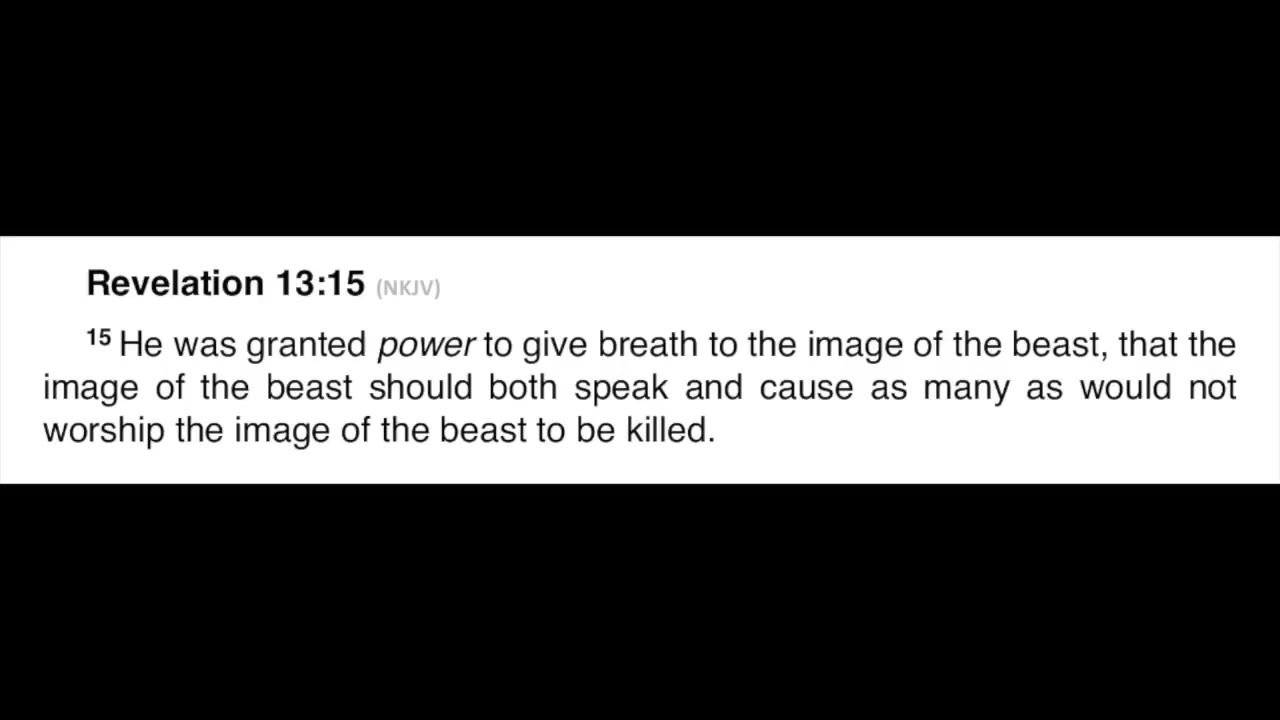 Revelation 13:15 (NKJV)
15 He was granted power to give breath to the image of the beast, that the
image of the beast should both speak and cause as many as would not
worship the image of the beast to be killed.